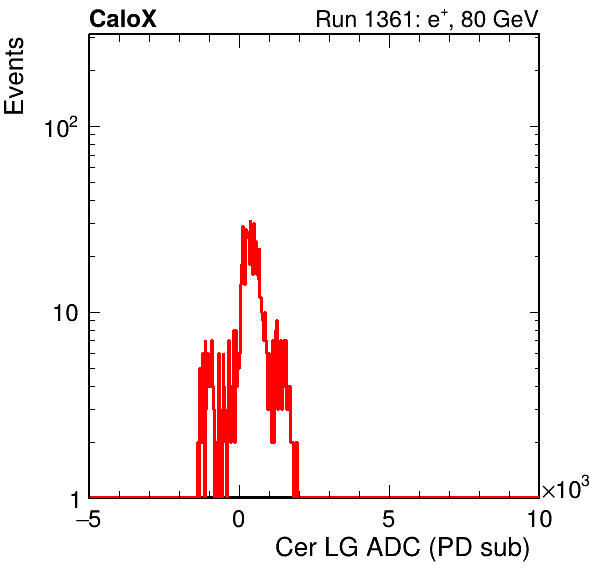 CaloX Run 1361: e⁺, 80 GeV
Events
10²
10
1
−5 0 5 10
×10³
Cer LG ADC (PD sub)